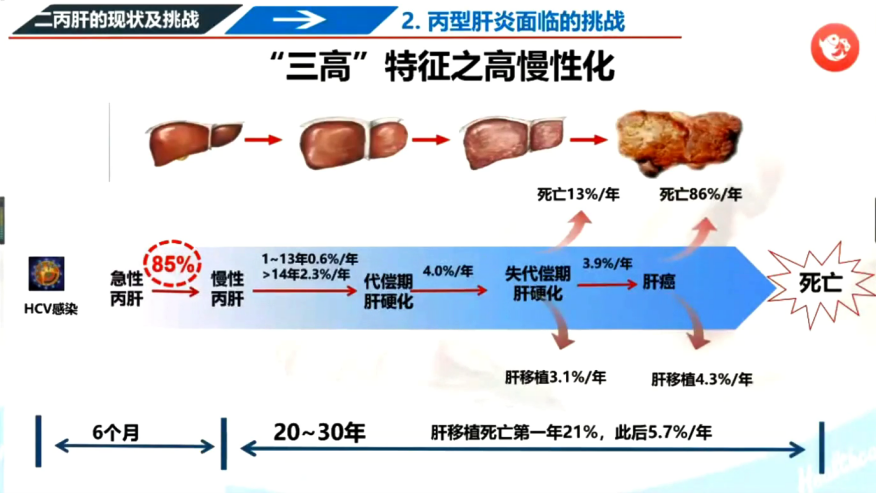 二丙肝的现状及挑战
2. 丙型肝炎面临的挑战
“三高”特征之高慢性化
死亡13%/年
死亡86%/年
HCV感染
急性
丙肝
85%
慢性
丙肝
1~13年0.6%/年
>14年2.3%/年
代偿期
肝硬化
4.0%/年
失代偿期
肝硬化
3.9%/年
肝癌
死亡
肝移植3.1%/年
肝移植4.3%/年
6个月
20~30年
肝移植死亡第一年21%，此后5.7%/年